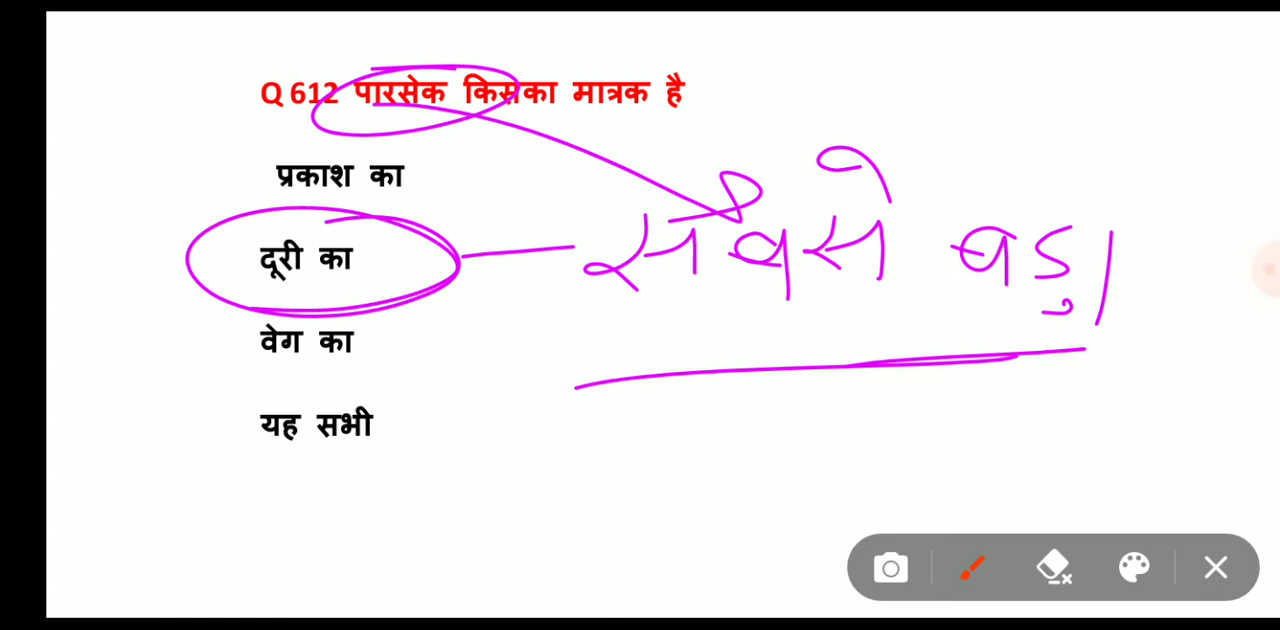 Q 612 पारसेक किसका मात्रक है
प्रकाश का
दूरी का
सबसे बड़ा
वेग का
यह सभी